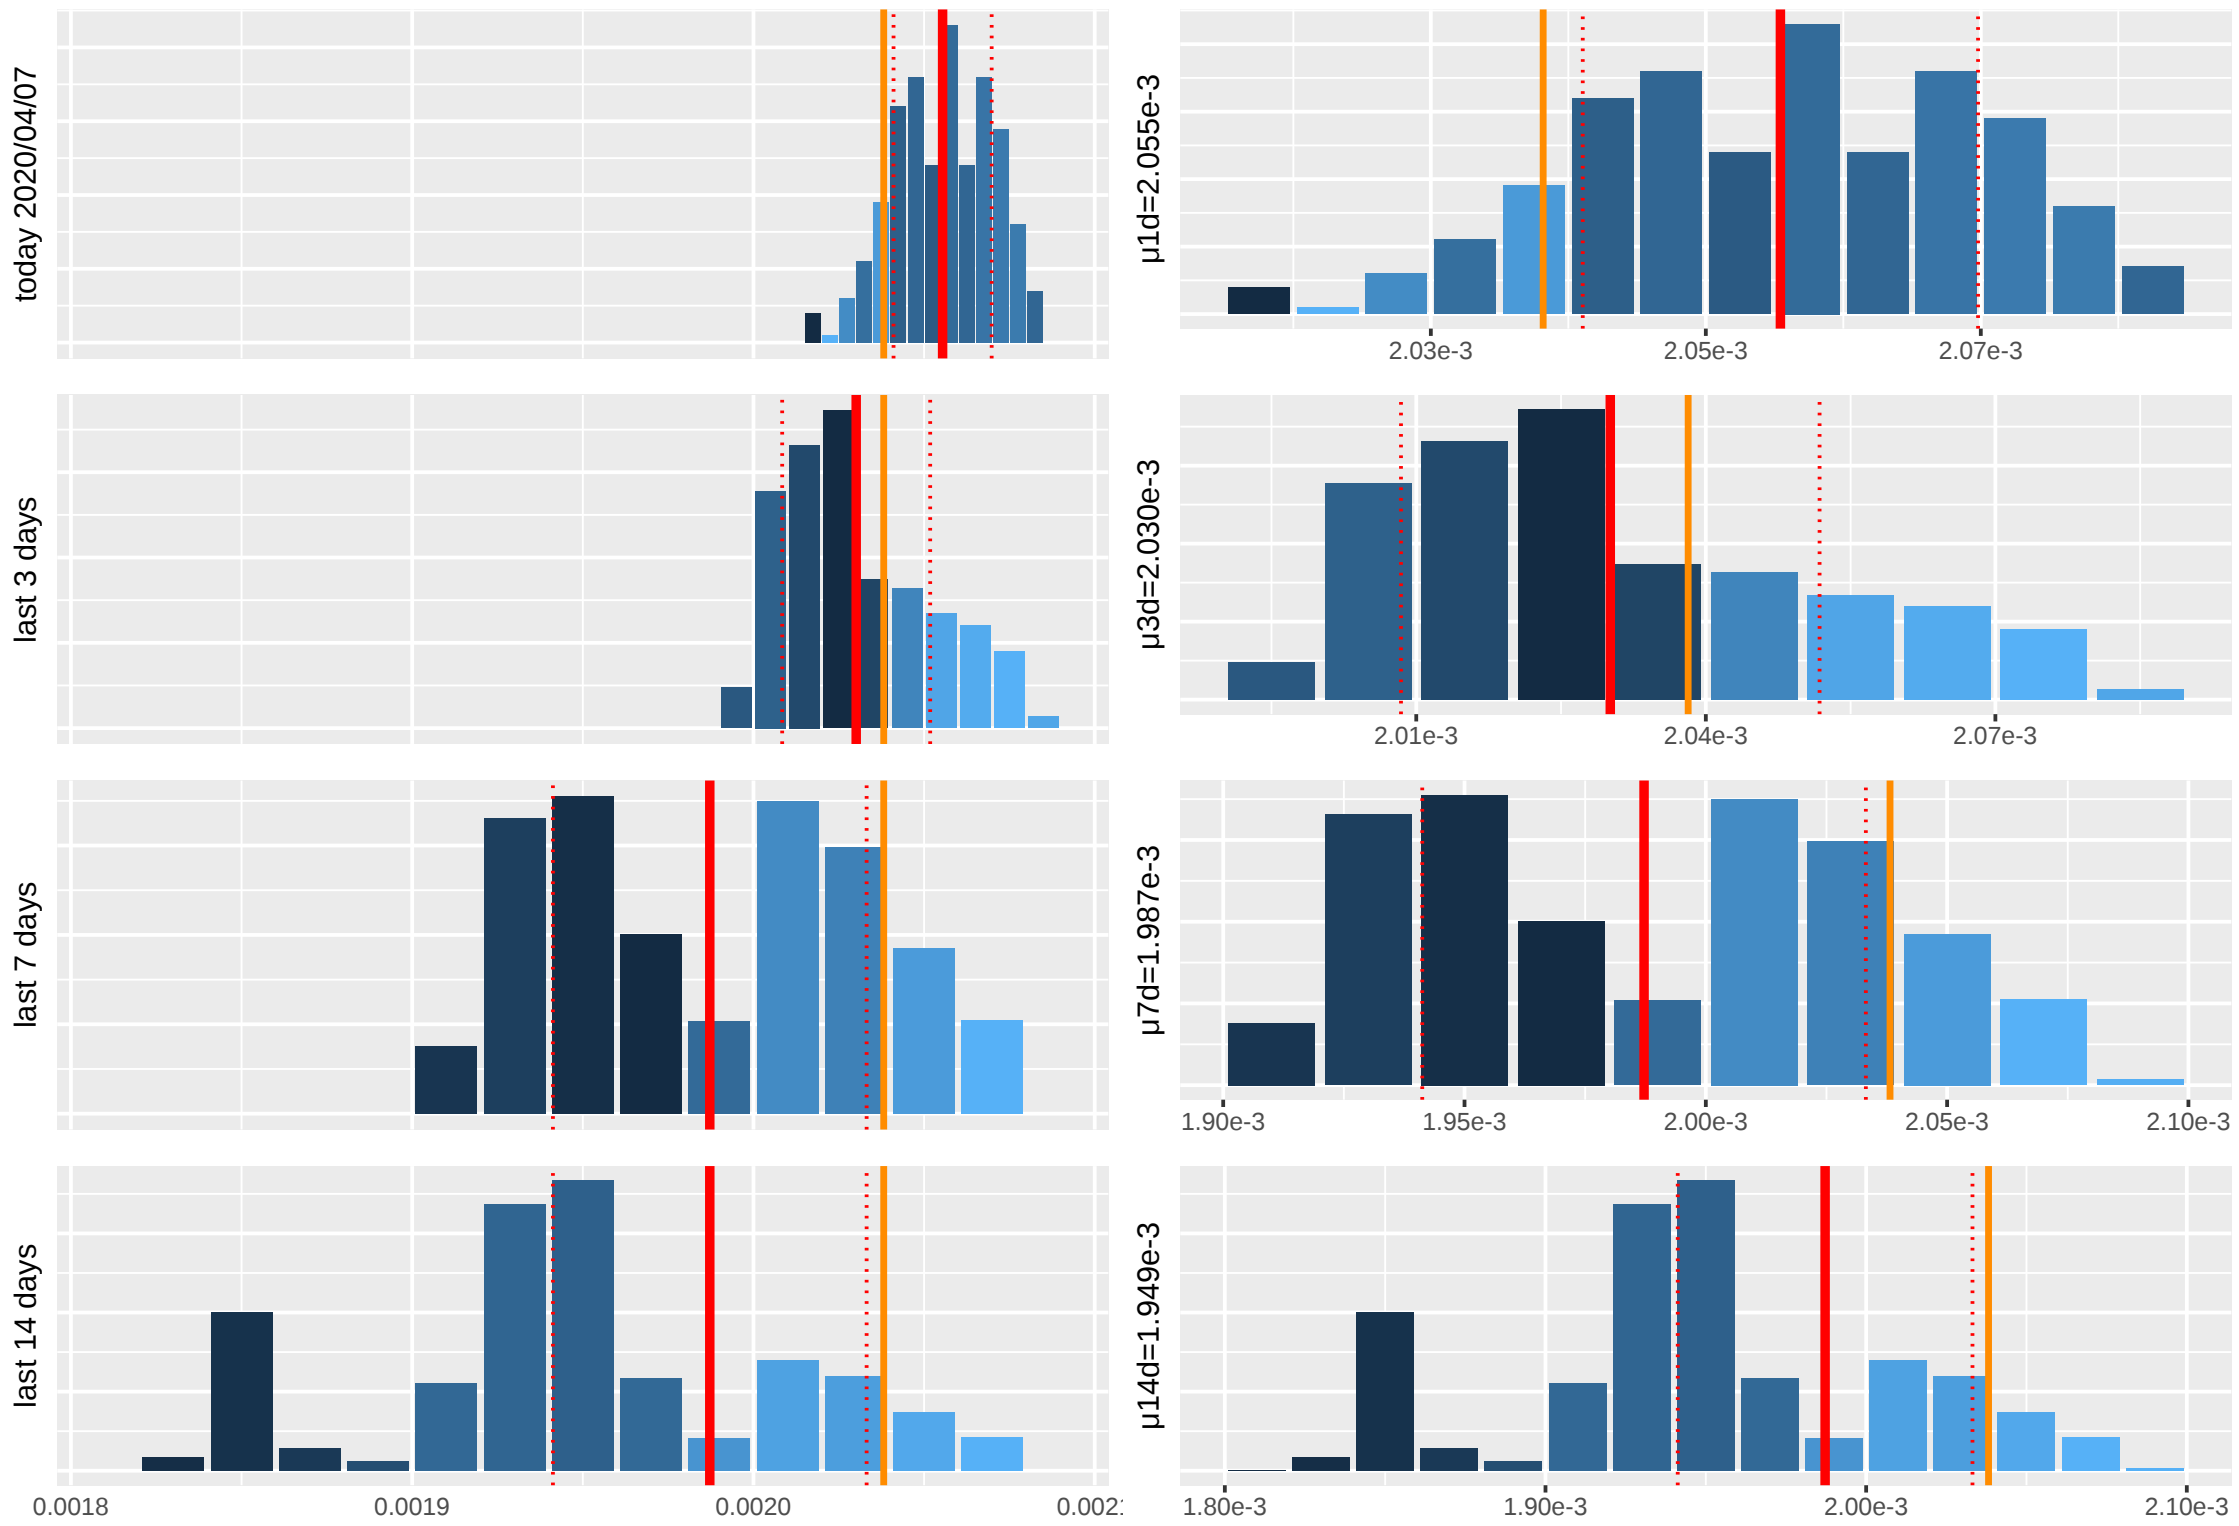 today 2020/04/07
µ1d=2.055e-3
2.03e-3 2.05e-3 2.07e-3
last 3 days
µ3d=2.030e-3
2.01e-3 2.04e-3 2.07e-3
last 7 days
µ7d=1.987e-3
1.90e-3 1.95e-3 2.00e-3 2.05e-3 2.10e-3
last 14 days
µ14d=1.949e-3
0.0018 0.0019 0.0020 0.002
1.80e-3 1.90e-3 2.00e-3 2.10e-3